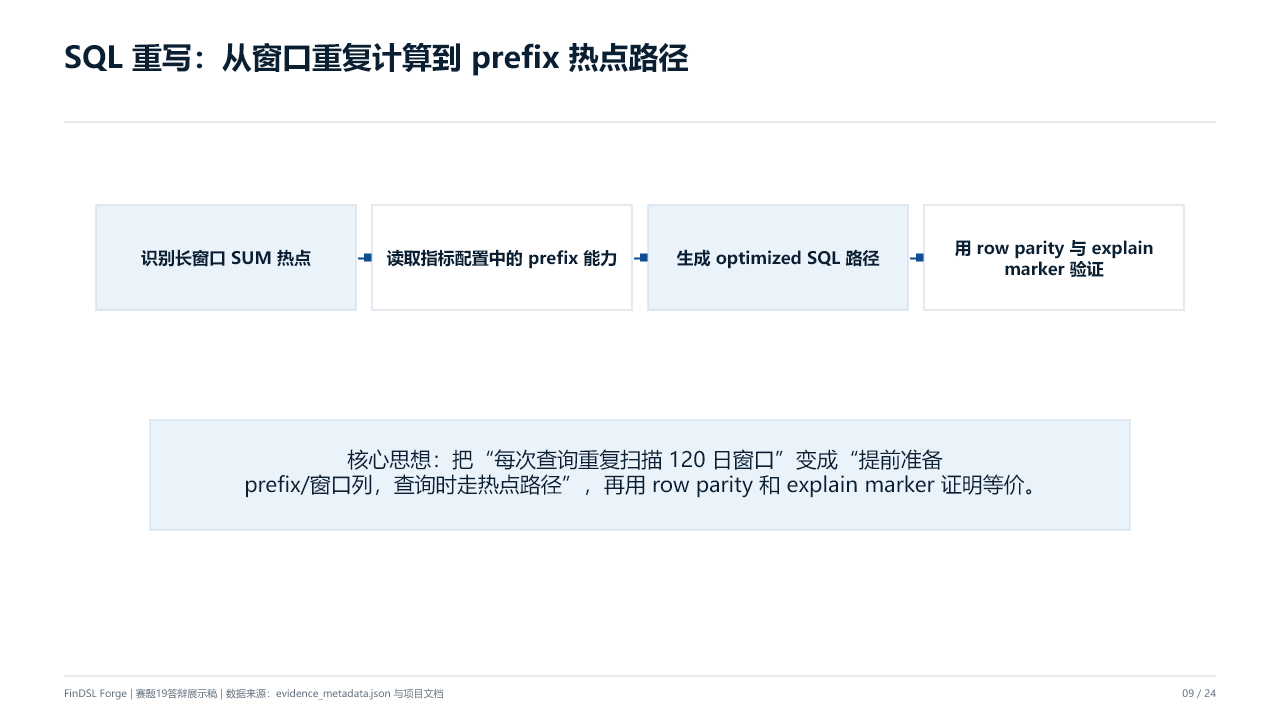 SQL 重写：从窗口重复计算到 prefix 热点路径
识别长窗口 SUM 热点
读取指标配置中的 prefix 能力
生成 optimized SQL 路径
用 row parity 与 explain
marker 验证
核心思想：把“每次查询重复扫描 120 日窗口”变成“提前准备
prefix/窗口列，查询时走热点路径”，再用 row parity 和 explain marker 证明等价。
FinDSL Forge | 赛题19答辩展示稿 | 数据来源：evidence_metadata.json 与项目文档
09 / 24